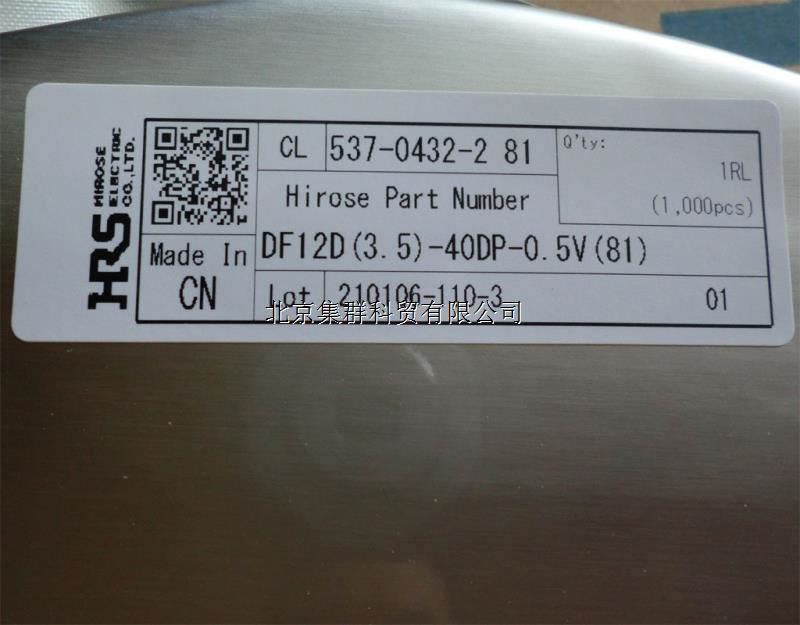 HRS
HIROSE
ELECTRIC
CO.,LTD.
CL 537-0432-2 81
Q'ty:
1RL
(1,000pcs)
Hirose Part Number
DF12D(3.5)-40DP-0.5V(81)
Made In
CN
Lot 210106-110-3
01
北京集群科贸有限公司